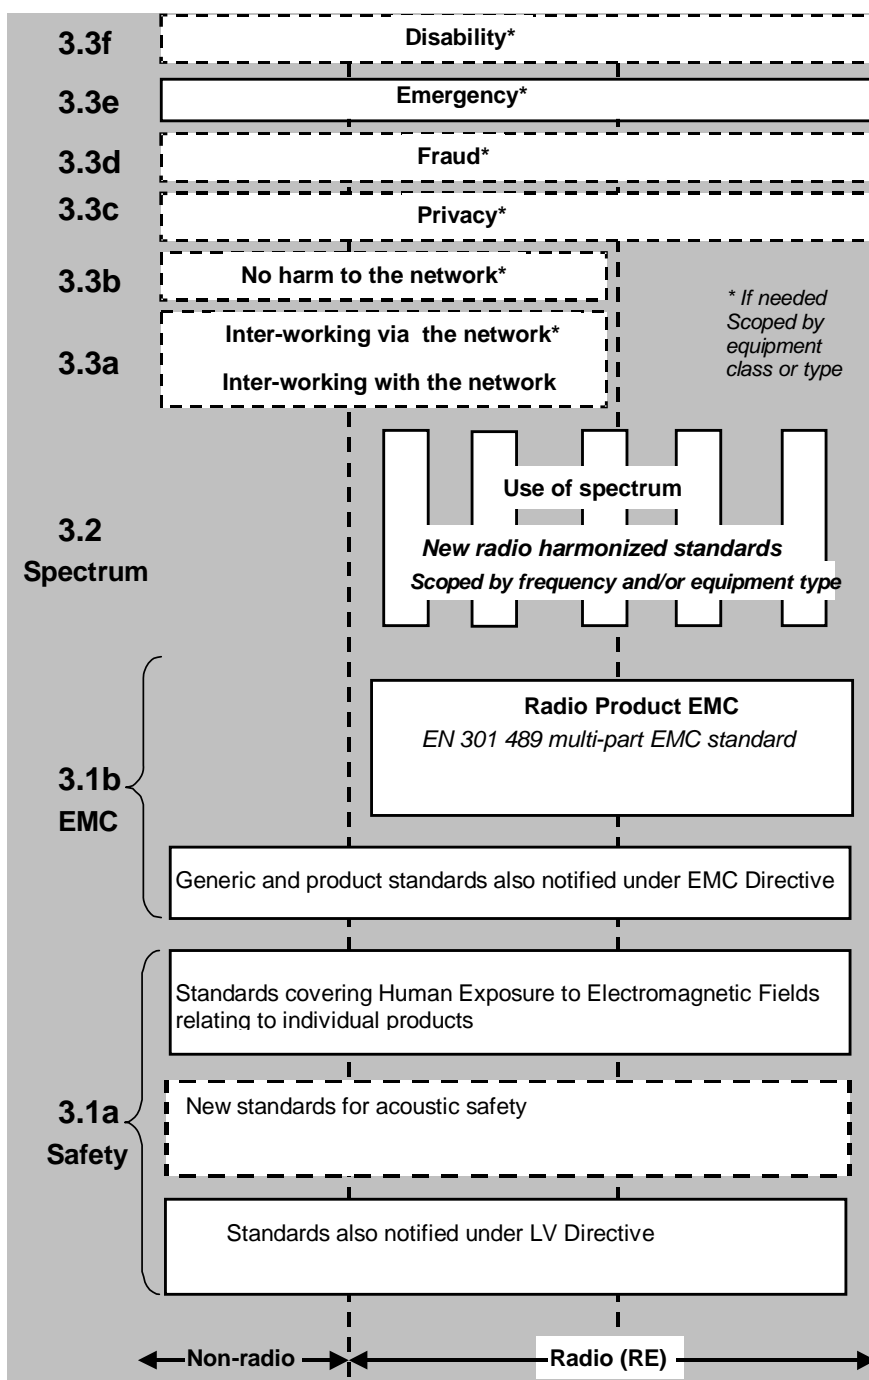 3.3f
Disability*
3.3e
Emergency*
3.3d
Fraud*
3.3c
Privacy*
3.3b
No harm to the network*
* If needed
Scoped by
equipment
class or type
3.3a
Inter-working via the network*
Inter-working with the network
3.2
Spectrum
Use of spectrum
New radio harmonized standards
Scoped by frequency and/or equipment type
3.1b
EMC
Radio Product EMC
EN 301 489 multi-part EMC standard
Generic and product standards also notified under EMC Directive
3.1a
Safety
Standards covering Human Exposure to Electromagnetic Fields
relating to individual products
New standards for acoustic safety
Standards also notified under LV Directive
Non-radio
Radio (RE)